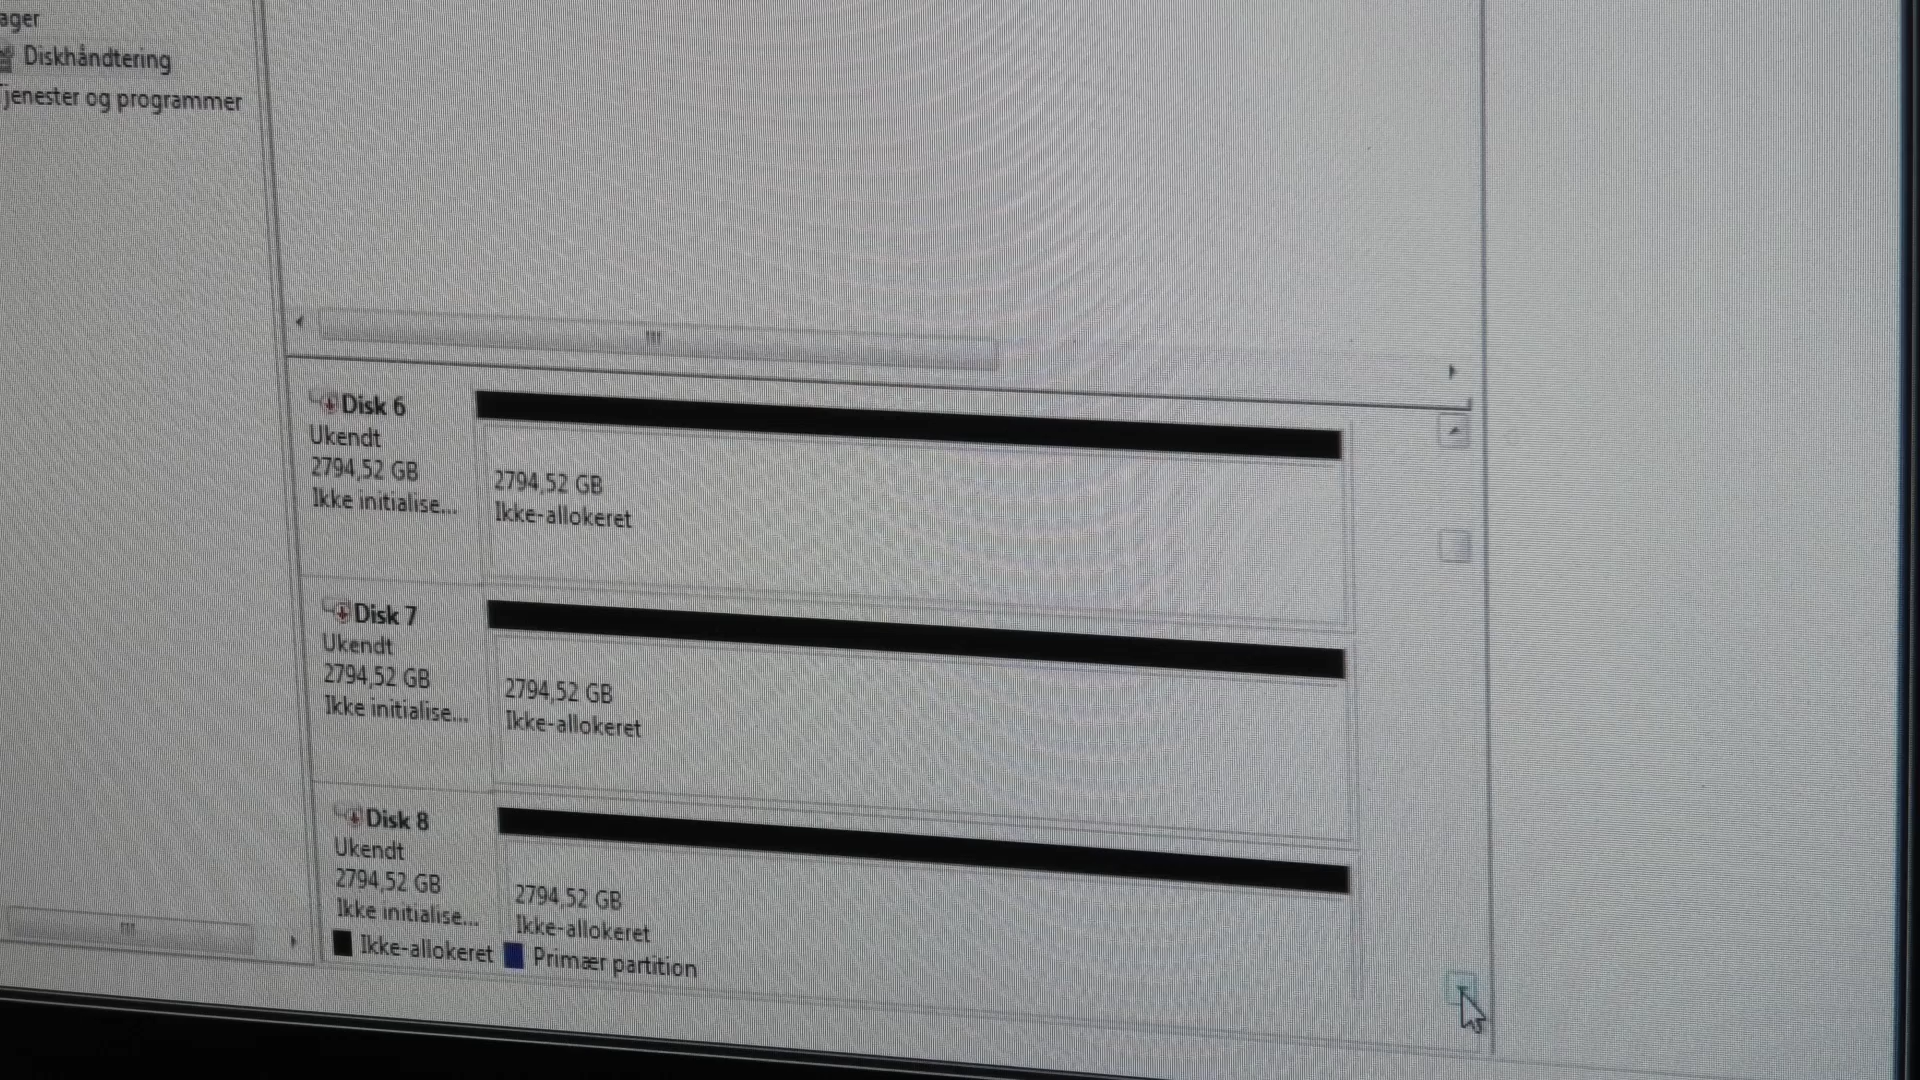 ager
Diskhåndtering
jenester og programmer
Disk 6
Ukendt
2794,52 GB
Ikke initialise...
2794,52 GB
Ikke-allokeret
Disk 7
Ukendt
2794,52 GB
Ikke initialise...
2794,52 GB
Ikke-allokeret
Disk 8
Ukendt
2794,52 GB
Ikke initialise...
2794,52 GB
Ikke-allokeret
Ikke-allokeret Primær partition